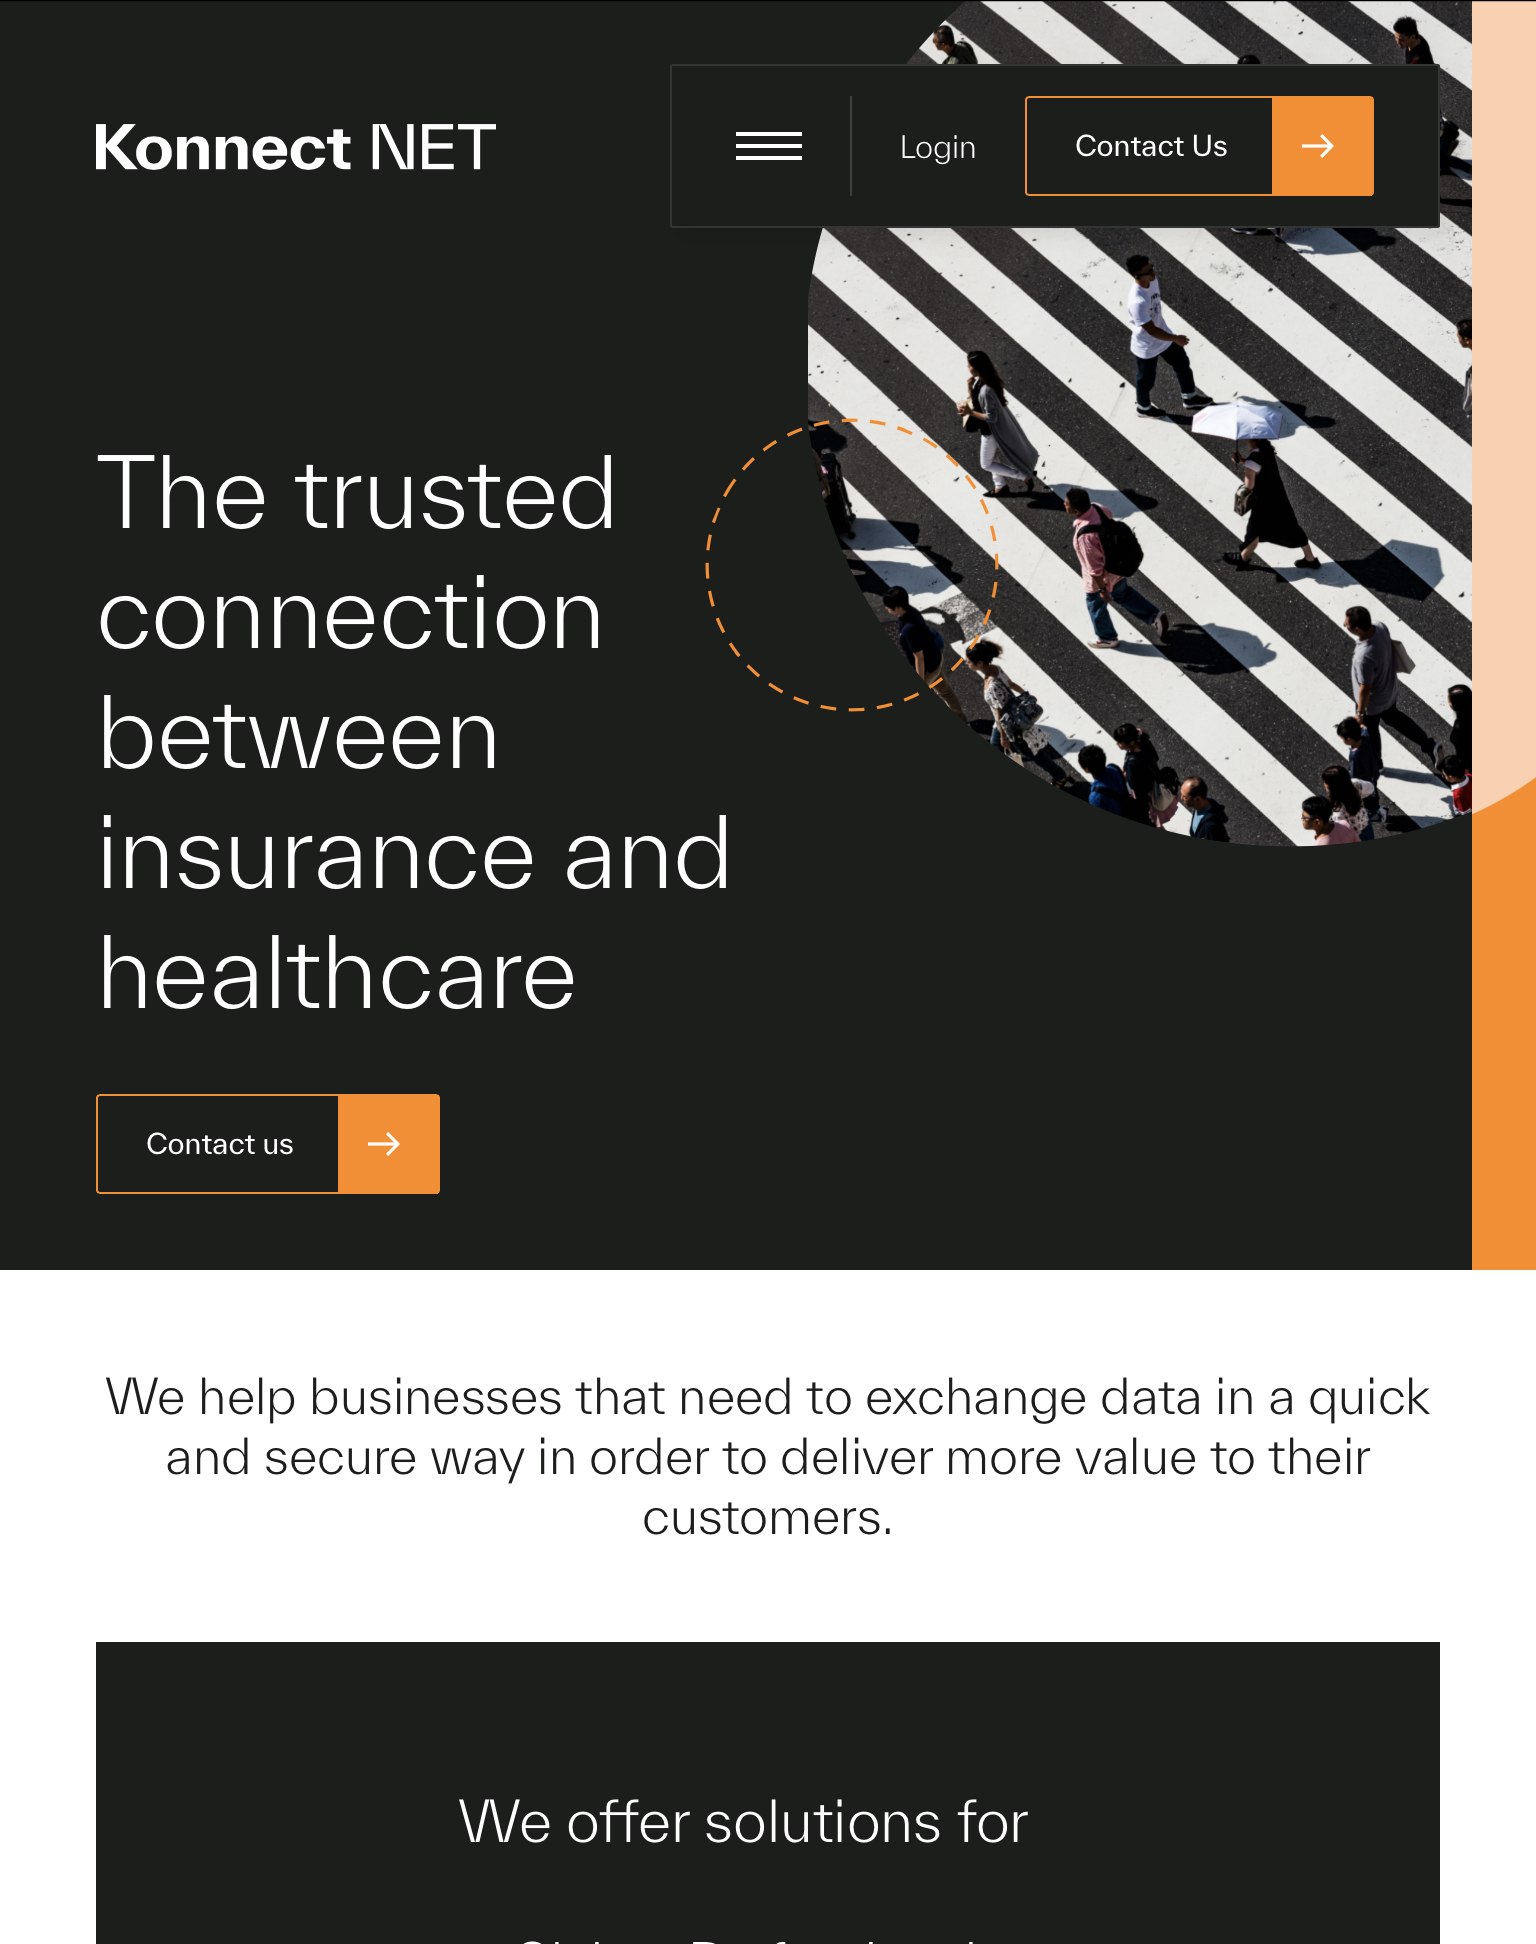 Konnect NET
Login
Contact Us
The trusted
connection
between
insurance and
healthcare
Contact us
We help businesses that need to exchange data in a quick
and secure way in order to deliver more value to their
customers.
We offer solutions for